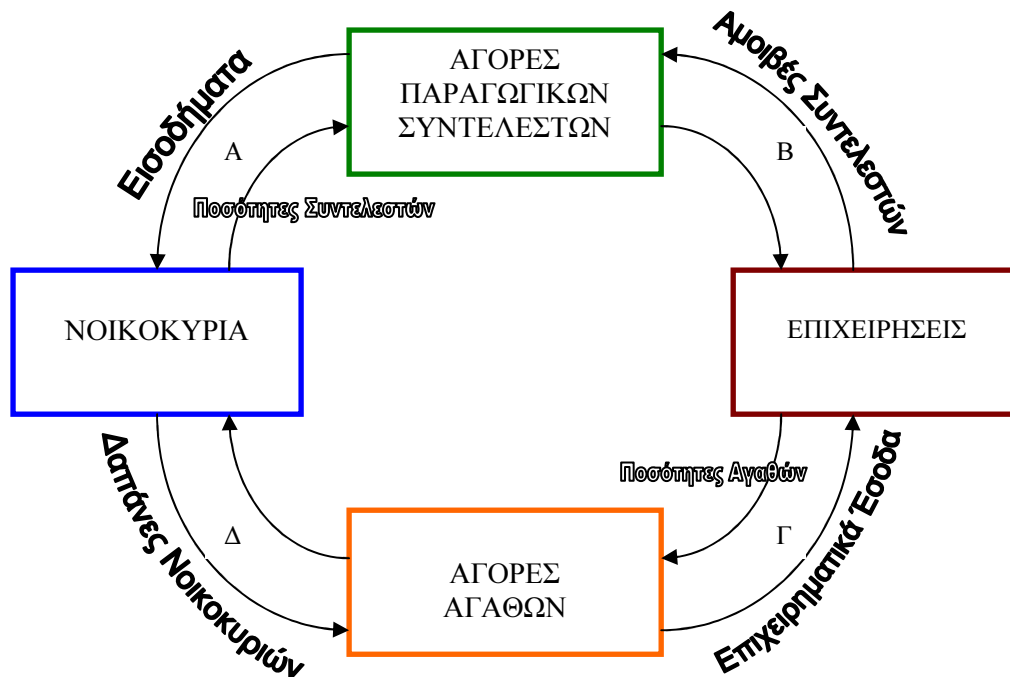 ΑΓΟΡΕΣ
ΠΑΡΑΓΩΓΙΚΩΝ
ΣΥΝΤΕΛΕΣΤΩΝ
Εισοδήματα
Αμοιβές Συντελεστών
Α
Β
Ποσότητες Συντελεστών
ΝΟΙΚΟΚΥΡΙΑ
ΕΠΙΧΕΙΡΗΣΕΙΣ
Δαπάνες Νοικοκυριών
Ποσότητες Αγαθών
Επιχειρηματικά Έσοδα
Δ
Γ
ΑΓΟΡΕΣ
ΑΓΑΘΩΝ